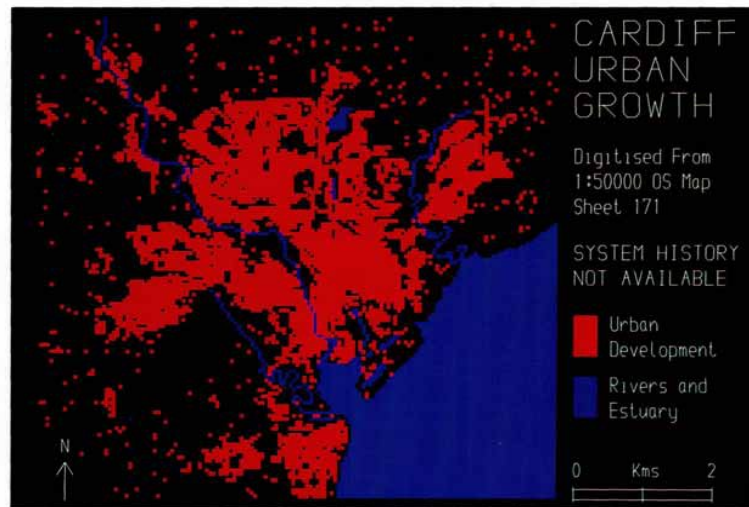 CARDIFF
URBAN
GROWTH
Digitised From
1:50000 OS Map
Sheet 171
SYSTEM HISTORY
NOT AVAILABLE
Urban
Development
Rivers and
Estuary
N
0 Kms 2